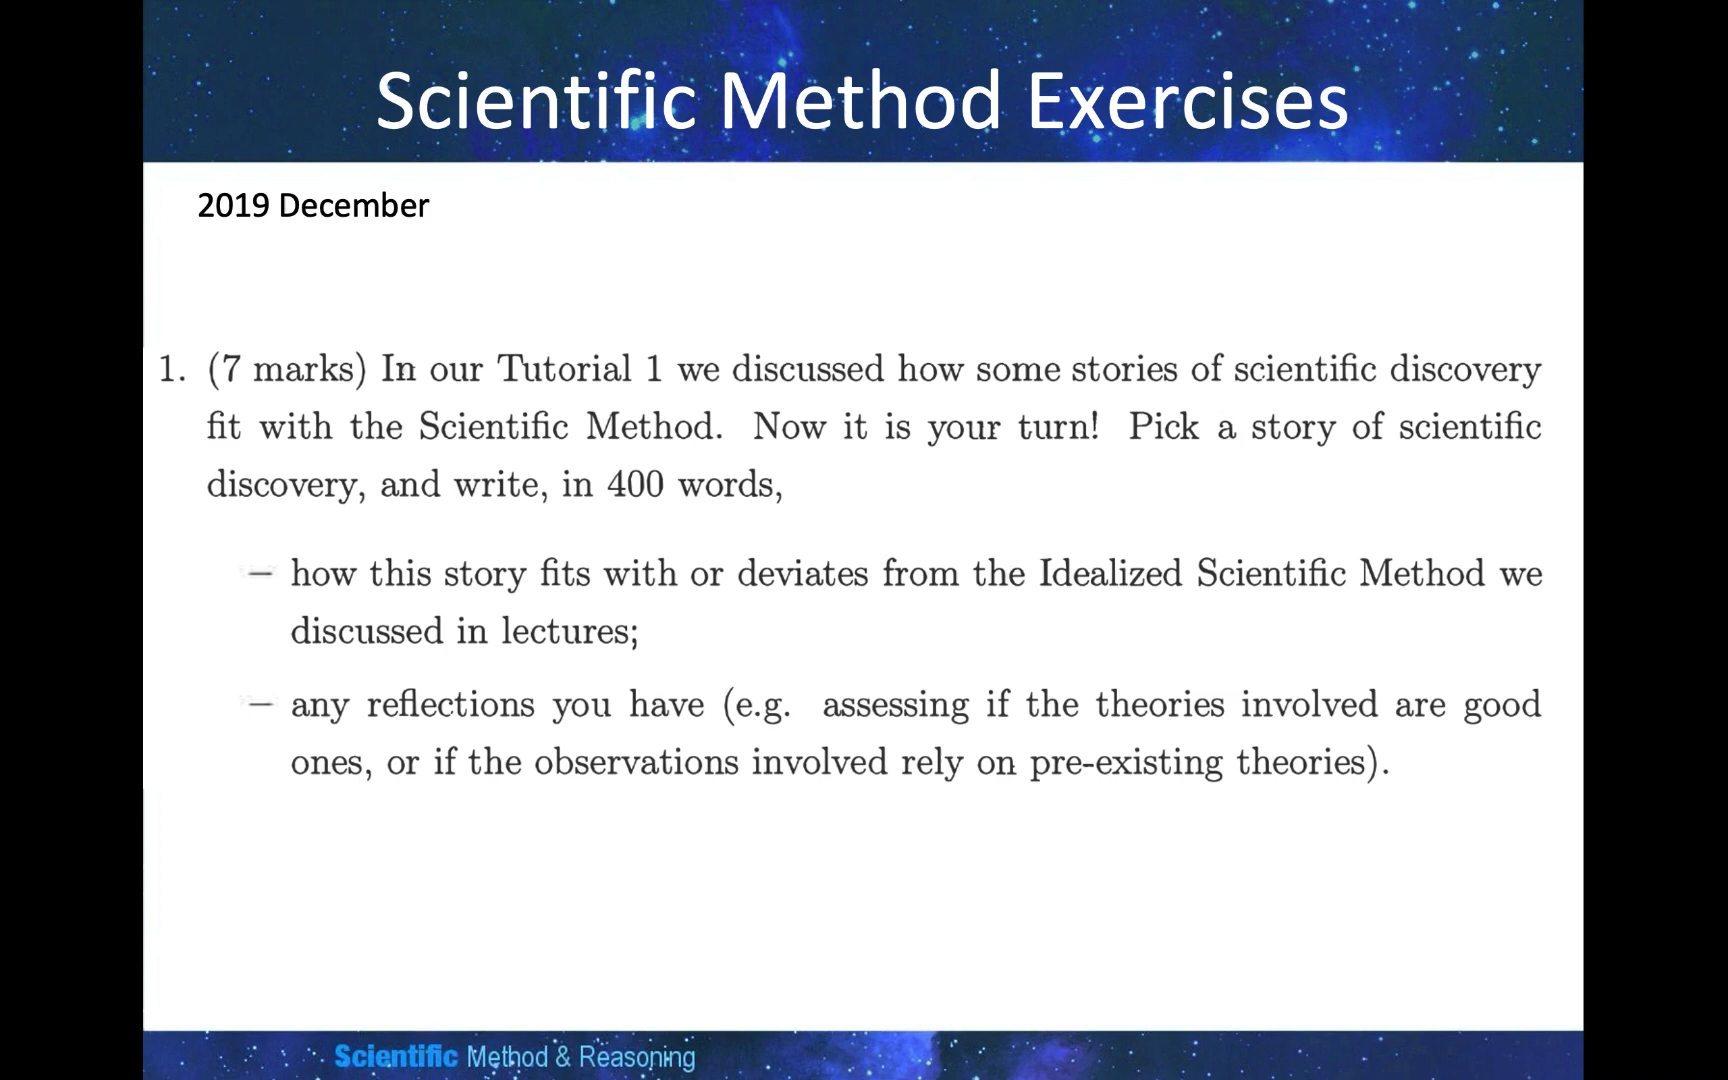 Scientific Method Exercises
2019 December
1. (7 marks) In our Tutorial 1 we discussed how some stories of scientific discovery
fit with the Scientific Method. Now it is your turn! Pick a story of scientific
discovery, and write, in 400 words,
– how this story fits with or deviates from the Idealized Scientific Method we
discussed in lectures;
– any reflections you have (e.g. assessing if the theories involved are good
ones, or if the observations involved rely on pre-existing theories).
Scientific Method & Reasoning